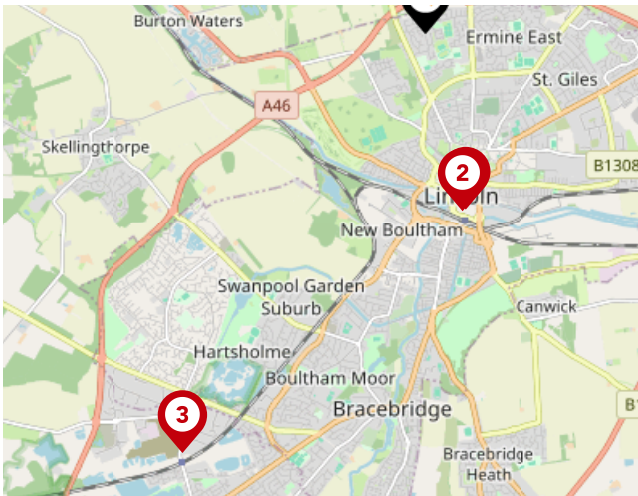 Burton Waters
Ermine East
St. Giles
A46
Skellingthorpe
B1308
2
Lincoln
New Boultham
Swanpool Garden
Suburb
Canwick
Hartsholme
Boultham Moor
Bracebridge
3
Bracebridge
Heath